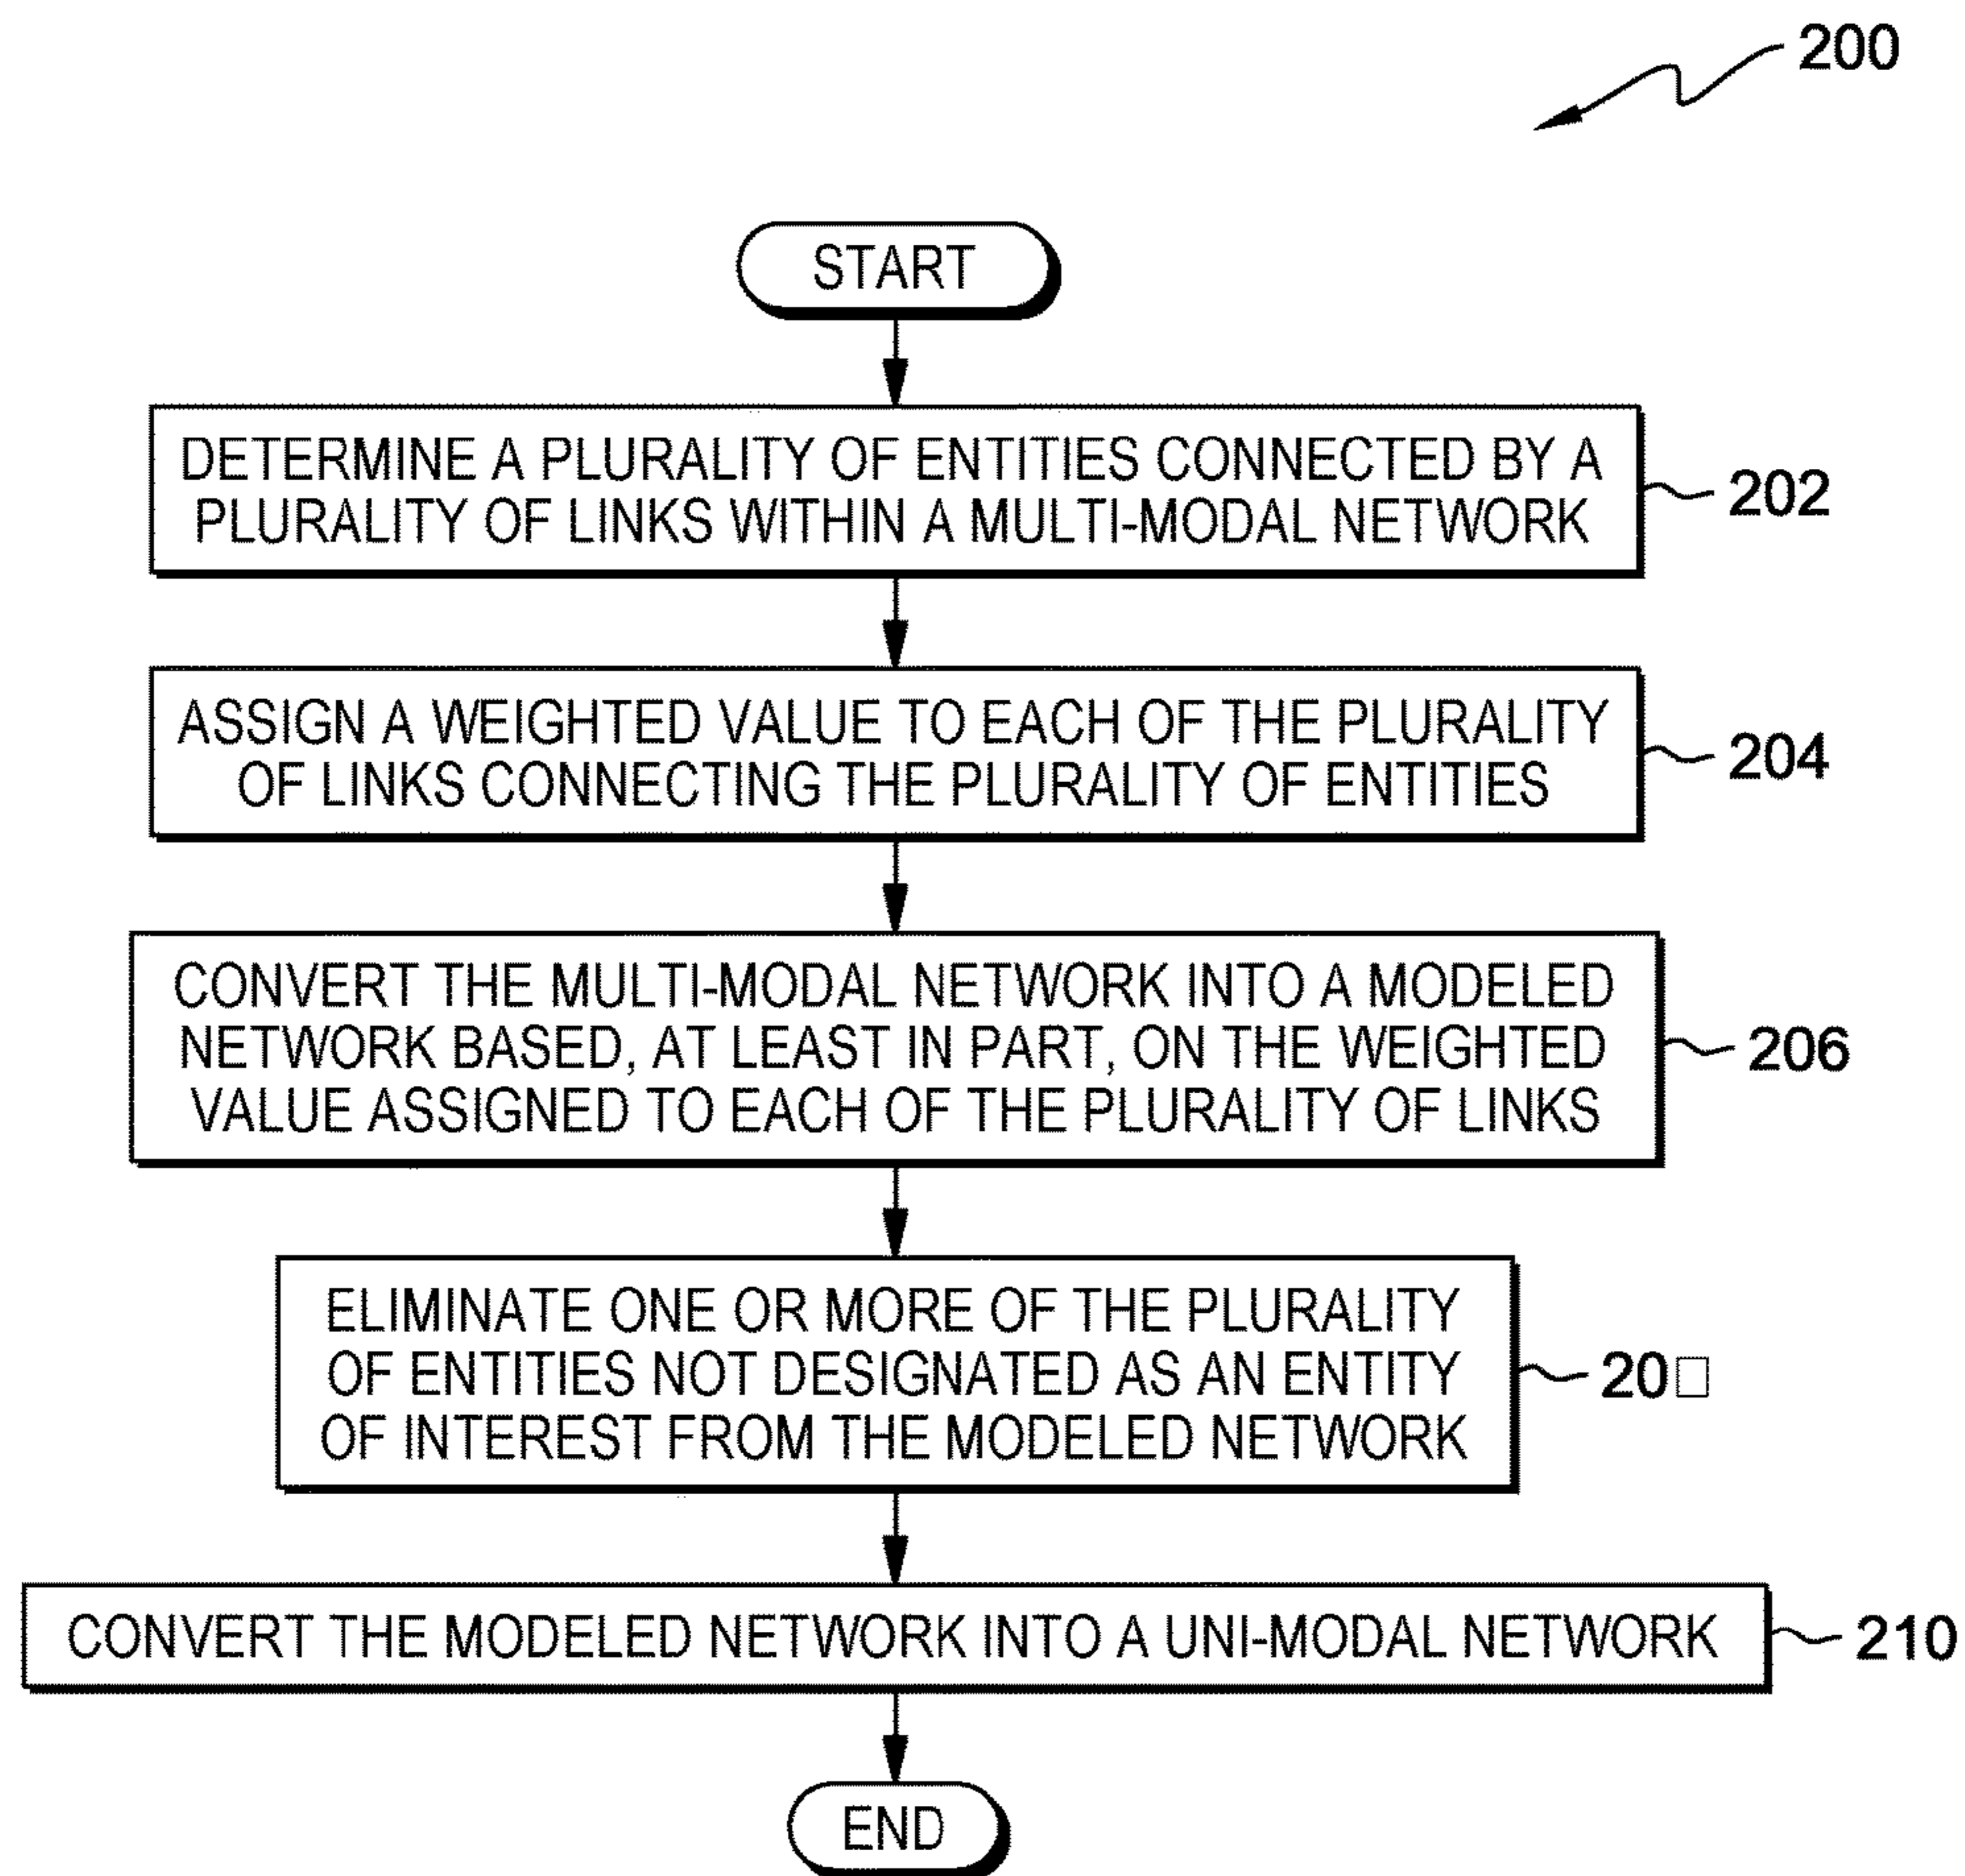 200
START
DETERMINE A PLURALITY OF ENTITIES CONNECTED BY A
PLURALITY OF LINKS WITHIN A MULTI-MODAL NETWORK
202
ASSIGN A WEIGHTED VALUE TO EACH OF THE PLURALITY
OF LINKS CONNECTING THE PLURALITY OF ENTITIES
204
CONVERT THE MULTI-MODAL NETWORK INTO A MODELED
NETWORK BASED, AT LEAST IN PART, ON THE WEIGHTED
VALUE ASSIGNED TO EACH OF THE PLURALITY OF LINKS
206
ELIMINATE ONE OR MORE OF THE PLURALITY
OF ENTITIES NOT DESIGNATED AS AN ENTITY
OF INTEREST FROM THE MODELED NETWORK
20□
CONVERT THE MODELED NETWORK INTO A UNI-MODAL NETWORK
210
END